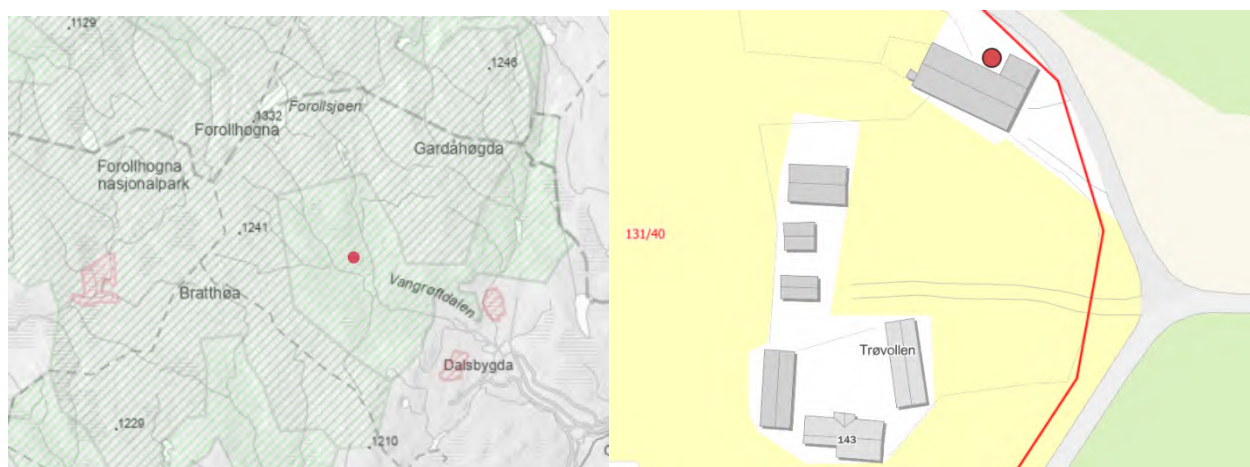 1129
1246
Forollsjøen
1332
Forollhogna
Gardåhøgda
Forollhogna
nasjonalpark
1241
Bratthøa
Vangrøftdalen
Dalsbygda
1229
1210
131/40
Trøvollen
143